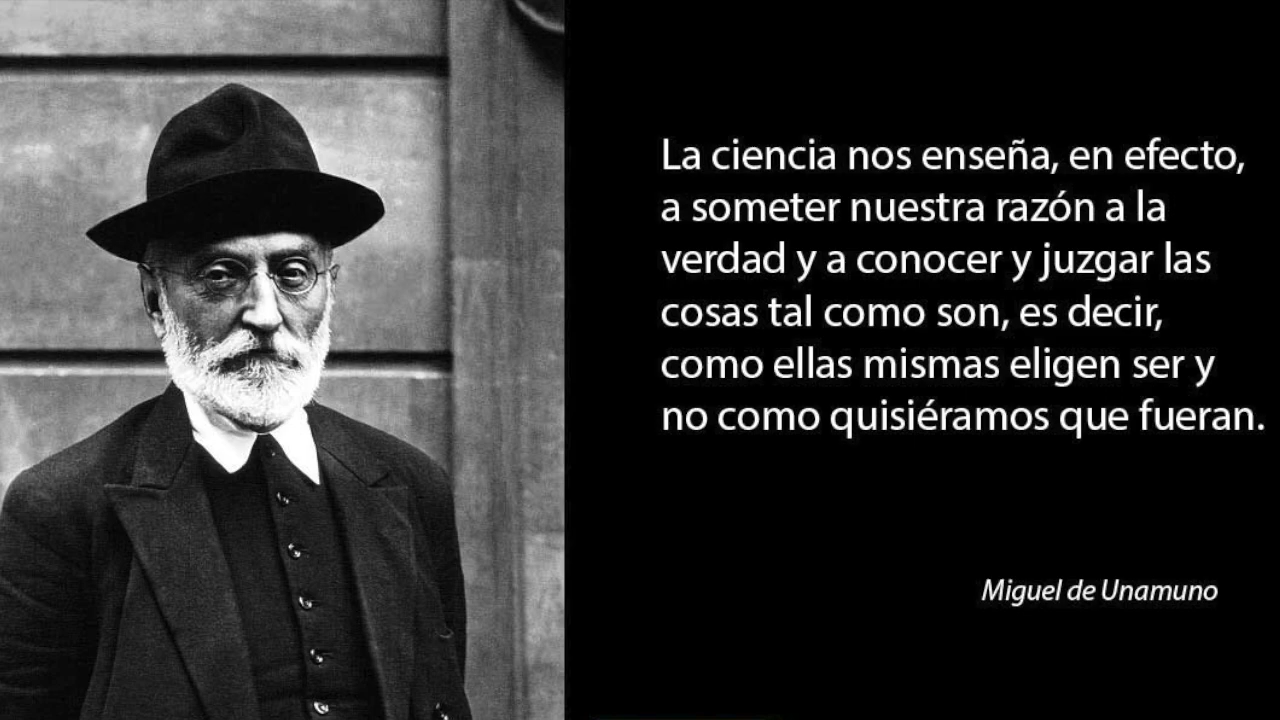 La ciencia nos enseña, en efecto,
a someter nuestra razón a la
verdad y a conocer y juzgar las
cosas tal como son, es decir,
como ellas mismas eligen ser y
no como quisiéramos que fueran.
Miguel de Unamuno